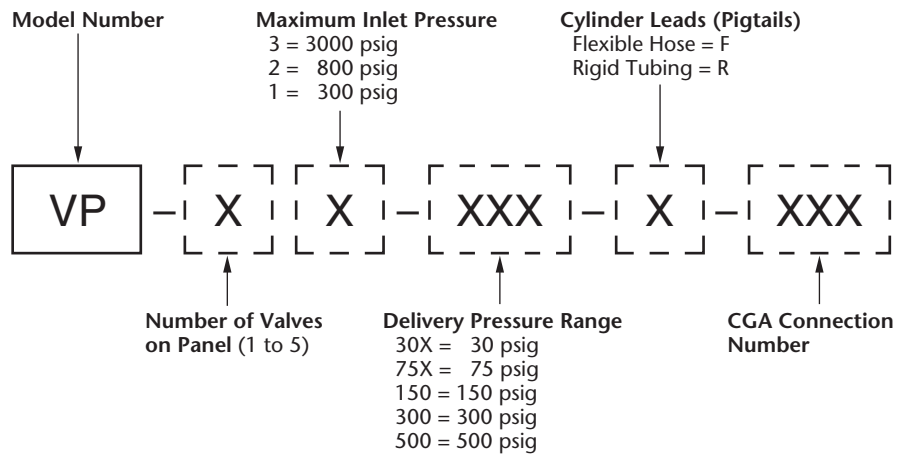 Model Number
Maximum Inlet Pressure
3 = 3000 psig
2 = 800 psig
1 = 300 psig
Cylinder Leads (Pigtails)
Flexible Hose = F
Rigid Tubing = R
VP – X X – XXX – X – XXX
Number of Valves
on Panel (1 to 5)
Delivery Pressure Range
30X = 30 psig
75X = 75 psig
150 = 150 psig
300 = 300 psig
500 = 500 psig
CGA Connection
Number